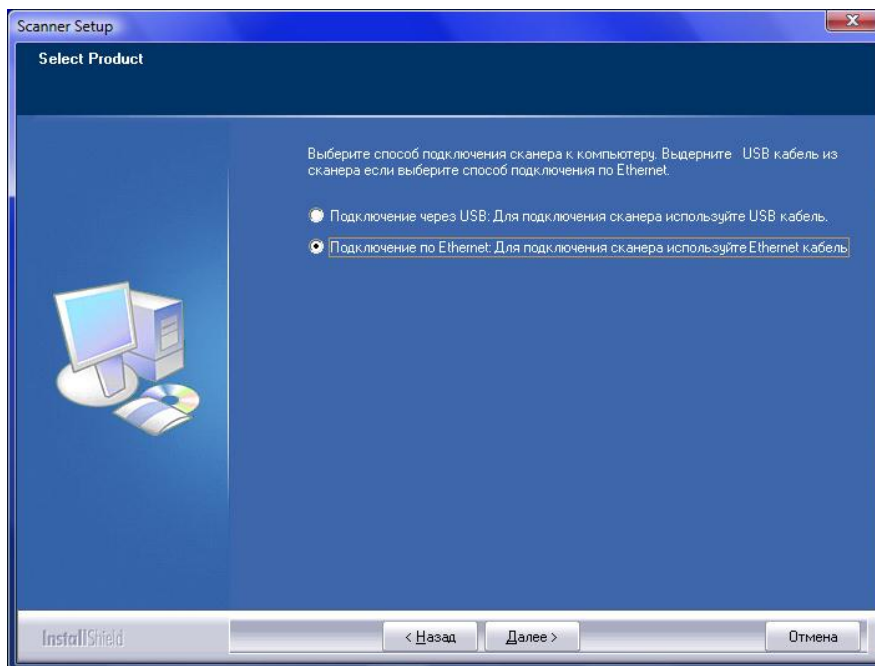 Scanner Setup
Select Product
Выберите способ подключения сканера к компьютеру. Выдерните USB кабель из
сканера если выберите способ подключения по Ethernet.
Подключение через USB: Для подключения сканера используйте USB кабель.
Подключение по Ethernet: Для подключения сканера используйте Ethernet кабель
InstallShield
< Назад
Далее >
Отмена